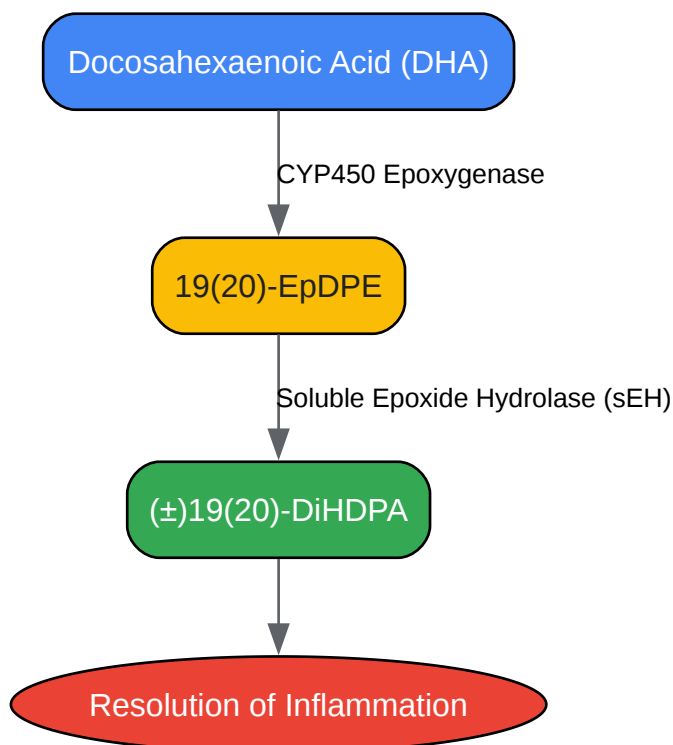 Docosahexaenoic Acid (DHA)
CYP450 Epoxygenase
19(20)-EpDPE
Soluble Epoxide Hydrolase (sEH)
(±)19(20)-DiHDPA
Resolution of Inflammation